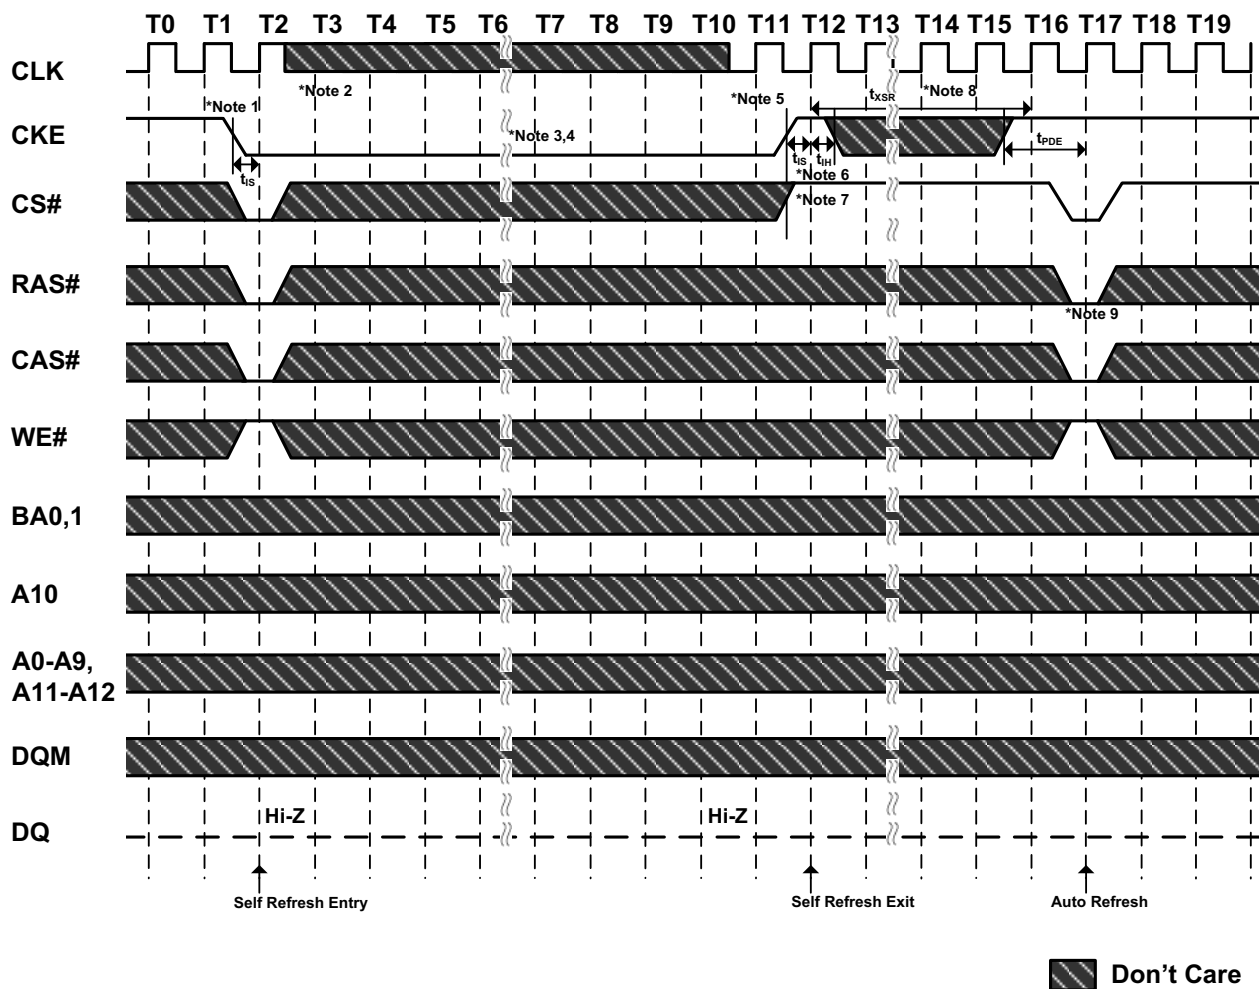 T0 T1 T2 T3 T4 T5 T6 T7 T8 T9 T10 T11 T12 T13 T14 T15 T16 T17 T18 T19
CLK
*Note 1
*Note 2
*Note 5
tXSR
*Note 8
CKE
*Note 3,4
tIS
tIS
tIH
tPDE
*Note 6
CS#
*Note 7
RAS#
*Note 9
CAS#
WE#
BA0,1
A10
A0-A9,
A11-A12
DQM
Hi-Z
Hi-Z
DQ
Self Refresh Entry
Self Refresh Exit
Auto Refresh
Don't Care